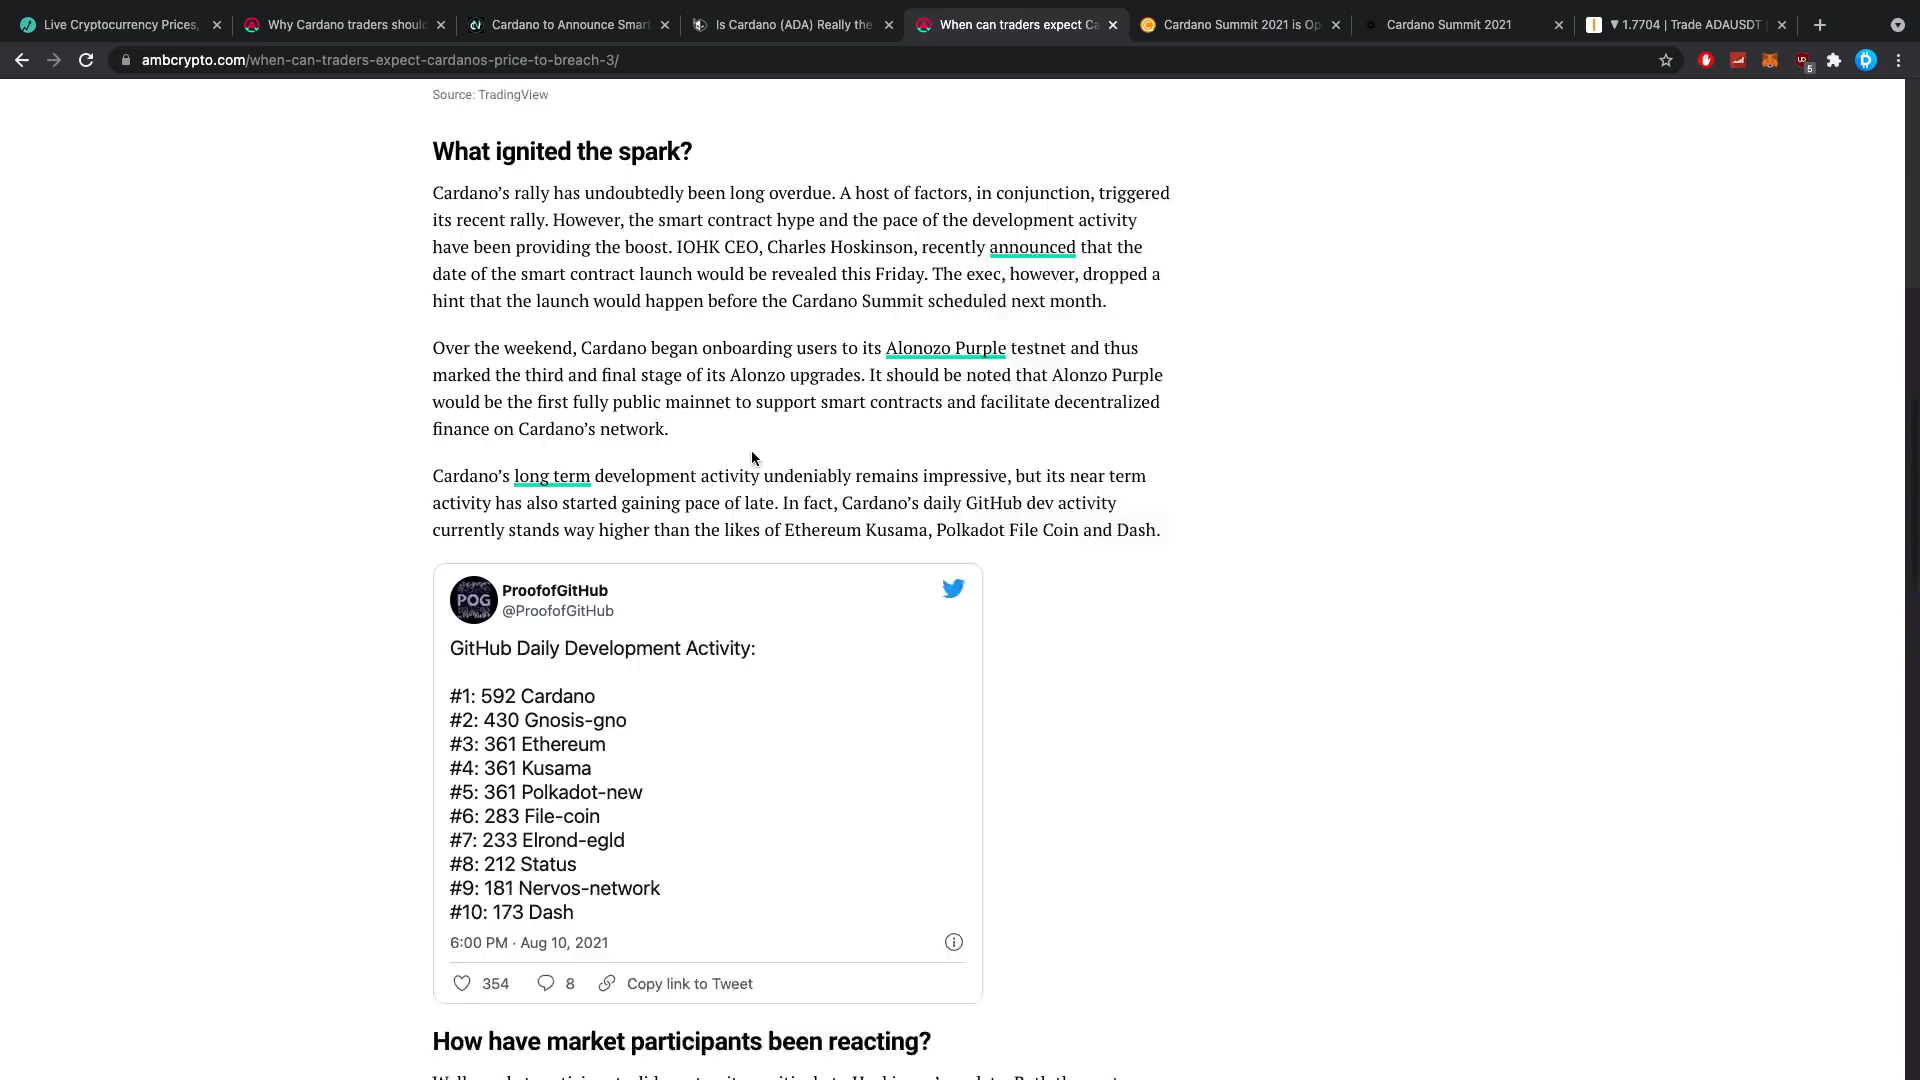 Live Cryptocurrency Prices,
Why Cardano traders shoul
Cardano to Announce Smar
Is Cardano (ADA) Really the
When can traders expect Ca
Cardano Summit 2021 is Op
Cardano Summit 2021
▼ 1.7704 | Trade ADAUSDT
ambcrypto.com/when-can-traders-expect-cardanos-price-to-breach-3/
5
Source: TradingView
What ignited the spark?
Cardano’s rally has undoubtedly been long overdue. A host of factors, in conjunction, triggered
its recent rally. However, the smart contract hype and the pace of the development activity
have been providing the boost. IOHK CEO, Charles Hoskinson, recently announced that the
date of the smart contract launch would be revealed this Friday. The exec, however, dropped a
hint that the launch would happen before the Cardano Summit scheduled next month.
Over the weekend, Cardano began onboarding users to its Alonozo Purple testnet and thus
marked the third and final stage of its Alonzo upgrades. It should be noted that Alonzo Purple
would be the first fully public mainnet to support smart contracts and facilitate decentralized
finance on Cardano’s network.
Cardano’s long term development activity undeniably remains impressive, but its near term
activity has also started gaining pace of late. In fact, Cardano’s daily GitHub dev activity
currently stands way higher than the likes of Ethereum Kusama, Polkadot File Coin and Dash.
POG
ProofofGitHub
@ProofofGitHub
GitHub Daily Development Activity:
#1: 592 Cardano
#2: 430 Gnosis-gno
#3: 361 Ethereum
#4: 361 Kusama
#5: 361 Polkadot-new
#6: 283 File-coin
#7: 233 Elrond-egld
#8: 212 Status
#9: 181 Nervos-network
#10: 173 Dash
6:00 PM · Aug 10, 2021
354 8 Copy link to Tweet
How have market participants been reacting?